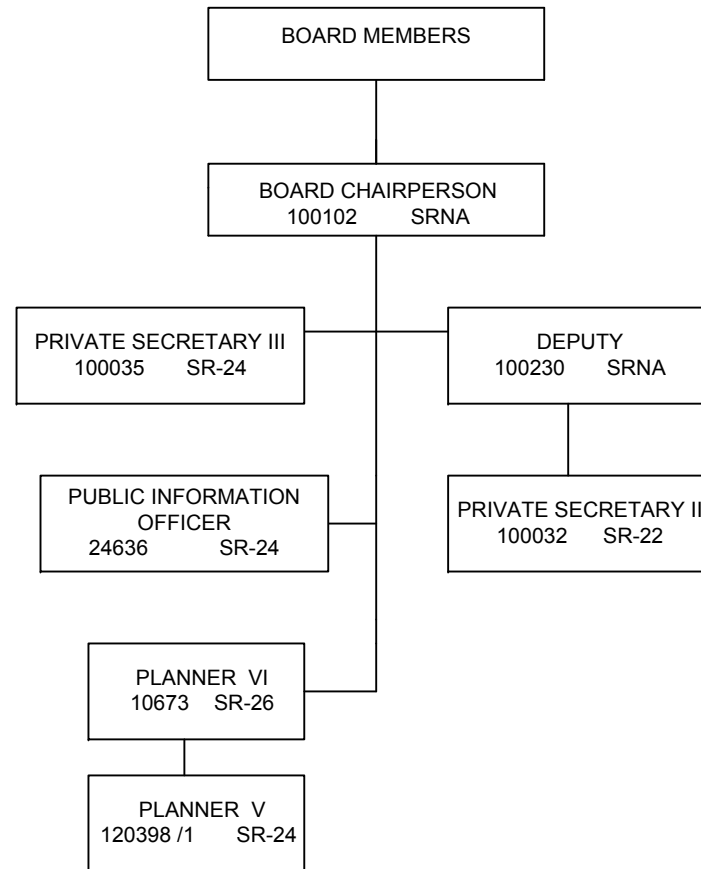 BOARD MEMBERS
BOARD CHAIRPERSON
100102 SRNA
PRIVATE SECRETARY III
100035 SR-24
DEPUTY
100230 SRNA
PUBLIC INFORMATION
OFFICER
24636 SR-24
PRIVATE SECRETARY II
100032 SR-22
PLANNER VI
10673 SR-26
PLANNER V
120398 /1 SR-24